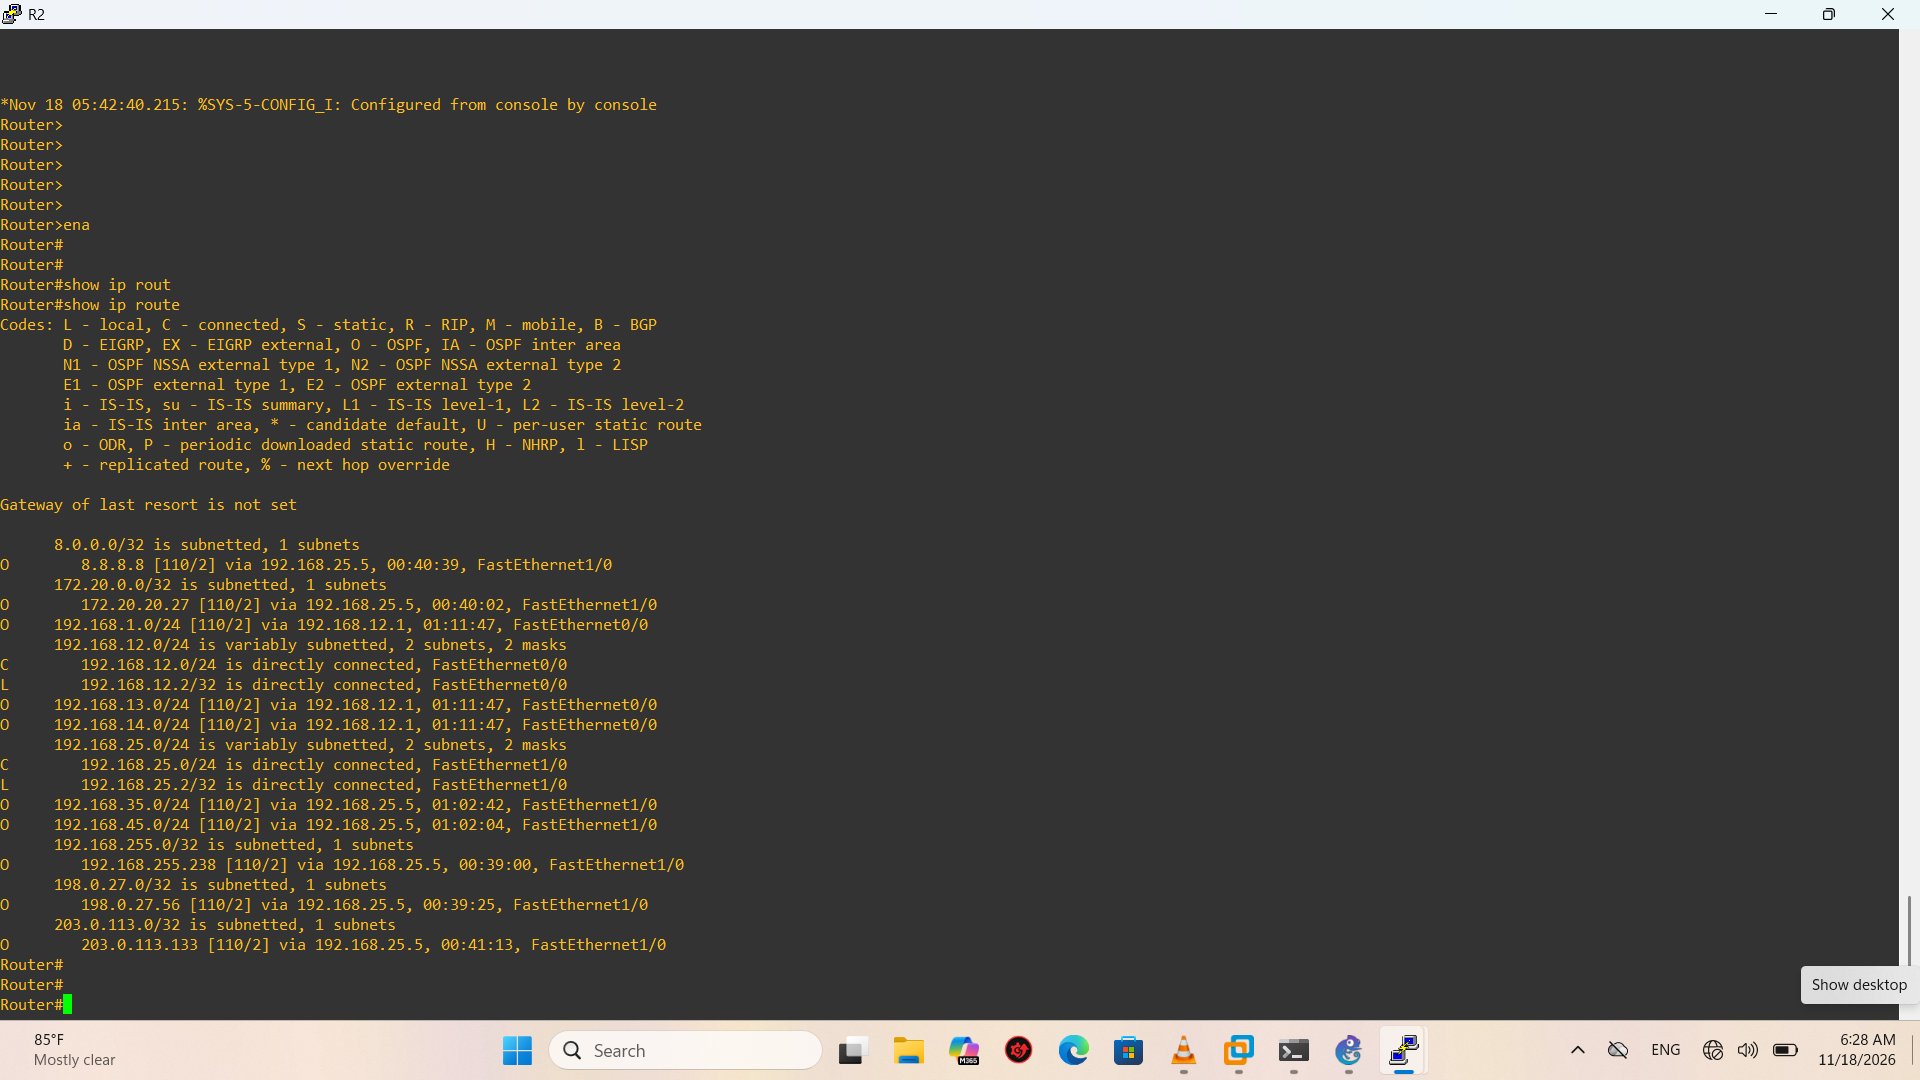 R2
*Nov 18 05:42:40.215: %SYS-5-CONFIG_I: Configured from console by console
Router>
Router>
Router>
Router>
Router>
Router>ena
Router#
Router#
Router#show ip rout
Router#show ip route
Codes: L - local, C - connected, S - static, R - RIP, M - mobile, B - BGP
       D - EIGRP, EX - EIGRP external, O - OSPF, IA - OSPF inter area
       N1 - OSPF NSSA external type 1, N2 - OSPF NSSA external type 2
       E1 - OSPF external type 1, E2 - OSPF external type 2
       i - IS-IS, su - IS-IS summary, L1 - IS-IS level-1, L2 - IS-IS level-2
       ia - IS-IS inter area, * - candidate default, U - per-user static route
       o - ODR, P - periodic downloaded static route, H - NHRP, l - LISP
       + - replicated route, % - next hop override
Gateway of last resort is not set
      8.0.0.0/32 is subnetted, 1 subnets
O        8.8.8.8 [110/2] via 192.168.25.5, 00:40:39, FastEthernet1/0
      172.20.0.0/32 is subnetted, 1 subnets
O        172.20.20.27 [110/2] via 192.168.25.5, 00:40:02, FastEthernet1/0
O     192.168.1.0/24 [110/2] via 192.168.12.1, 01:11:47, FastEthernet0/0
      192.168.12.0/24 is variably subnetted, 2 subnets, 2 masks
C        192.168.12.0/24 is directly connected, FastEthernet0/0
L        192.168.12.2/32 is directly connected, FastEthernet0/0
O     192.168.13.0/24 [110/2] via 192.168.12.1, 01:11:47, FastEthernet0/0
O     192.168.14.0/24 [110/2] via 192.168.12.1, 01:11:47, FastEthernet0/0
      192.168.25.0/24 is variably subnetted, 2 subnets, 2 masks
C        192.168.25.0/24 is directly connected, FastEthernet1/0
L        192.168.25.2/32 is directly connected, FastEthernet1/0
O     192.168.35.0/24 [110/2] via 192.168.25.5, 01:02:42, FastEthernet1/0
O     192.168.45.0/24 [110/2] via 192.168.25.5, 01:02:04, FastEthernet1/0
      192.168.255.0/32 is subnetted, 1 subnets
O        192.168.255.238 [110/2] via 192.168.25.5, 00:39:00, FastEthernet1/0
      198.0.27.0/32 is subnetted, 1 subnets
O        198.0.27.56 [110/2] via 192.168.25.5, 00:39:25, FastEthernet1/0
      203.0.113.0/32 is subnetted, 1 subnets
O        203.0.113.133 [110/2] via 192.168.25.5, 00:41:13, FastEthernet1/0
Router#
Router#
Router#
Show desktop
85°F
Mostly clear
Search
M365
ENG
6:28 AM
11/18/2026